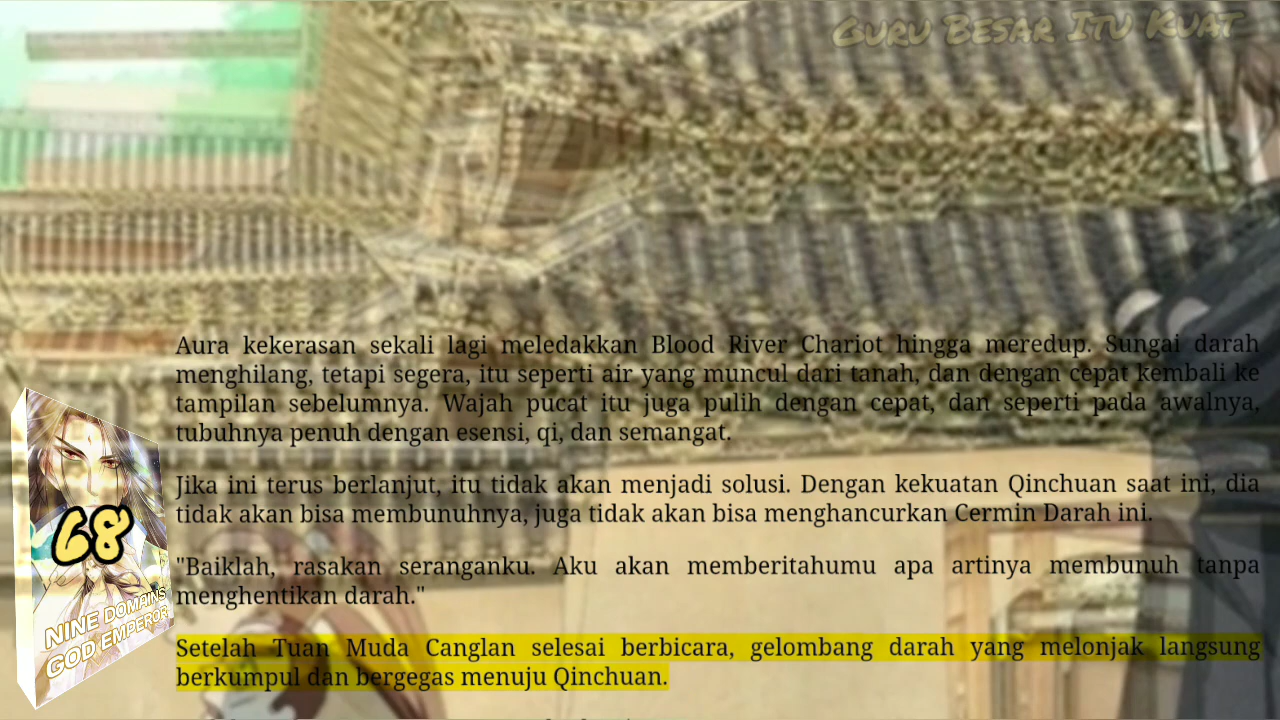 Guru Besar Itu Kuat
Aura kekerasan sekali lagi meledakkan Blood River Chariot hingga meredup. Sungai darah
menghilang, tetapi segera, itu seperti air yang muncul dari tanah, dan dengan cepat kembali ke
tampilan sebelumnya. Wajah pucat itu juga pulih dengan cepat, dan seperti pada awalnya,
tubuhnya penuh dengan esensi, qi, dan semangat.
Jika ini terus berlanjut, itu tidak akan menjadi solusi. Dengan kekuatan Qinchuan saat ini, dia
tidak akan bisa membunuhnya, juga tidak akan bisa menghancurkan Cermin Darah ini.
"Baiklah, rasakan seranganku. Aku akan memberitahumu apa artinya membunuh tanpa
menghentikan darah."
Setelah Tuan Muda Canglan selesai berbicara, gelombang darah yang melonjak langsung
berkumpul dan bergegas menuju Qinchuan.
68
NINE DOMAINS
GOD EMPEROR